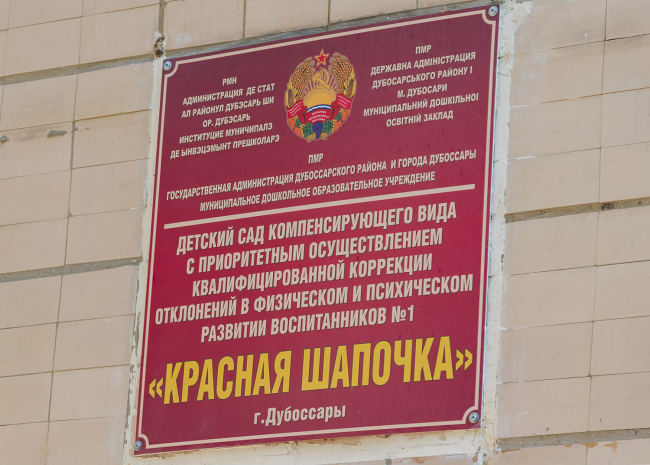 РМН
АДМИНИСТРАЦИЯ ДЕ СТАТ
АЛ РАЙОНУЛ ДУБЭСАРЬ ШИ
ОР. ДУБЭСАРЬ
ИНСТИТУЦИЕ МУНИЧИПАЛЭ
ДЕ ЫНВЭЦЭМЫНТ ПРЕШКОЛАРЭ
ПМР
ДЕРЖАВНА АДМІНІСТРАЦІЯ
ДУБОСАРСЬКОГО РАЙОНУ І
М. ДУБОСАРИ
МУНІЦИПАЛЬНИЙ ДОШКІЛЬНІ
ОСВІТНІЙ ЗАКЛАД
ПМР
ГОСУДАРСТВЕННАЯ АДМИНИСТРАЦИЯ ДУБОССАРСКОГО РАЙОНА И ГОРОДА ДУБОССАРЫ
МУНИЦИПАЛЬНОЕ ДОШКОЛЬНОЕ ОБРАЗОВАТЕЛЬНОЕ УЧРЕЖДЕНИЕ
ДЕТСКИЙ САД КОМПЕНСИРУЮЩЕГО ВИДА
С ПРИОРИТЕТНЫМ ОСУЩЕСТВЛЕНИЕМ
КВАЛИФИЦИРОВАННОЙ КОРРЕКЦИИ
ОТКЛОНЕНИЙ В ФИЗИЧЕСКОМ И ПСИХИЧЕСКОМ
РАЗВИТИИ ВОСПИТАННИКОВ №1
«КРАСНАЯ ШАПОЧКА»
г.Дубоссары